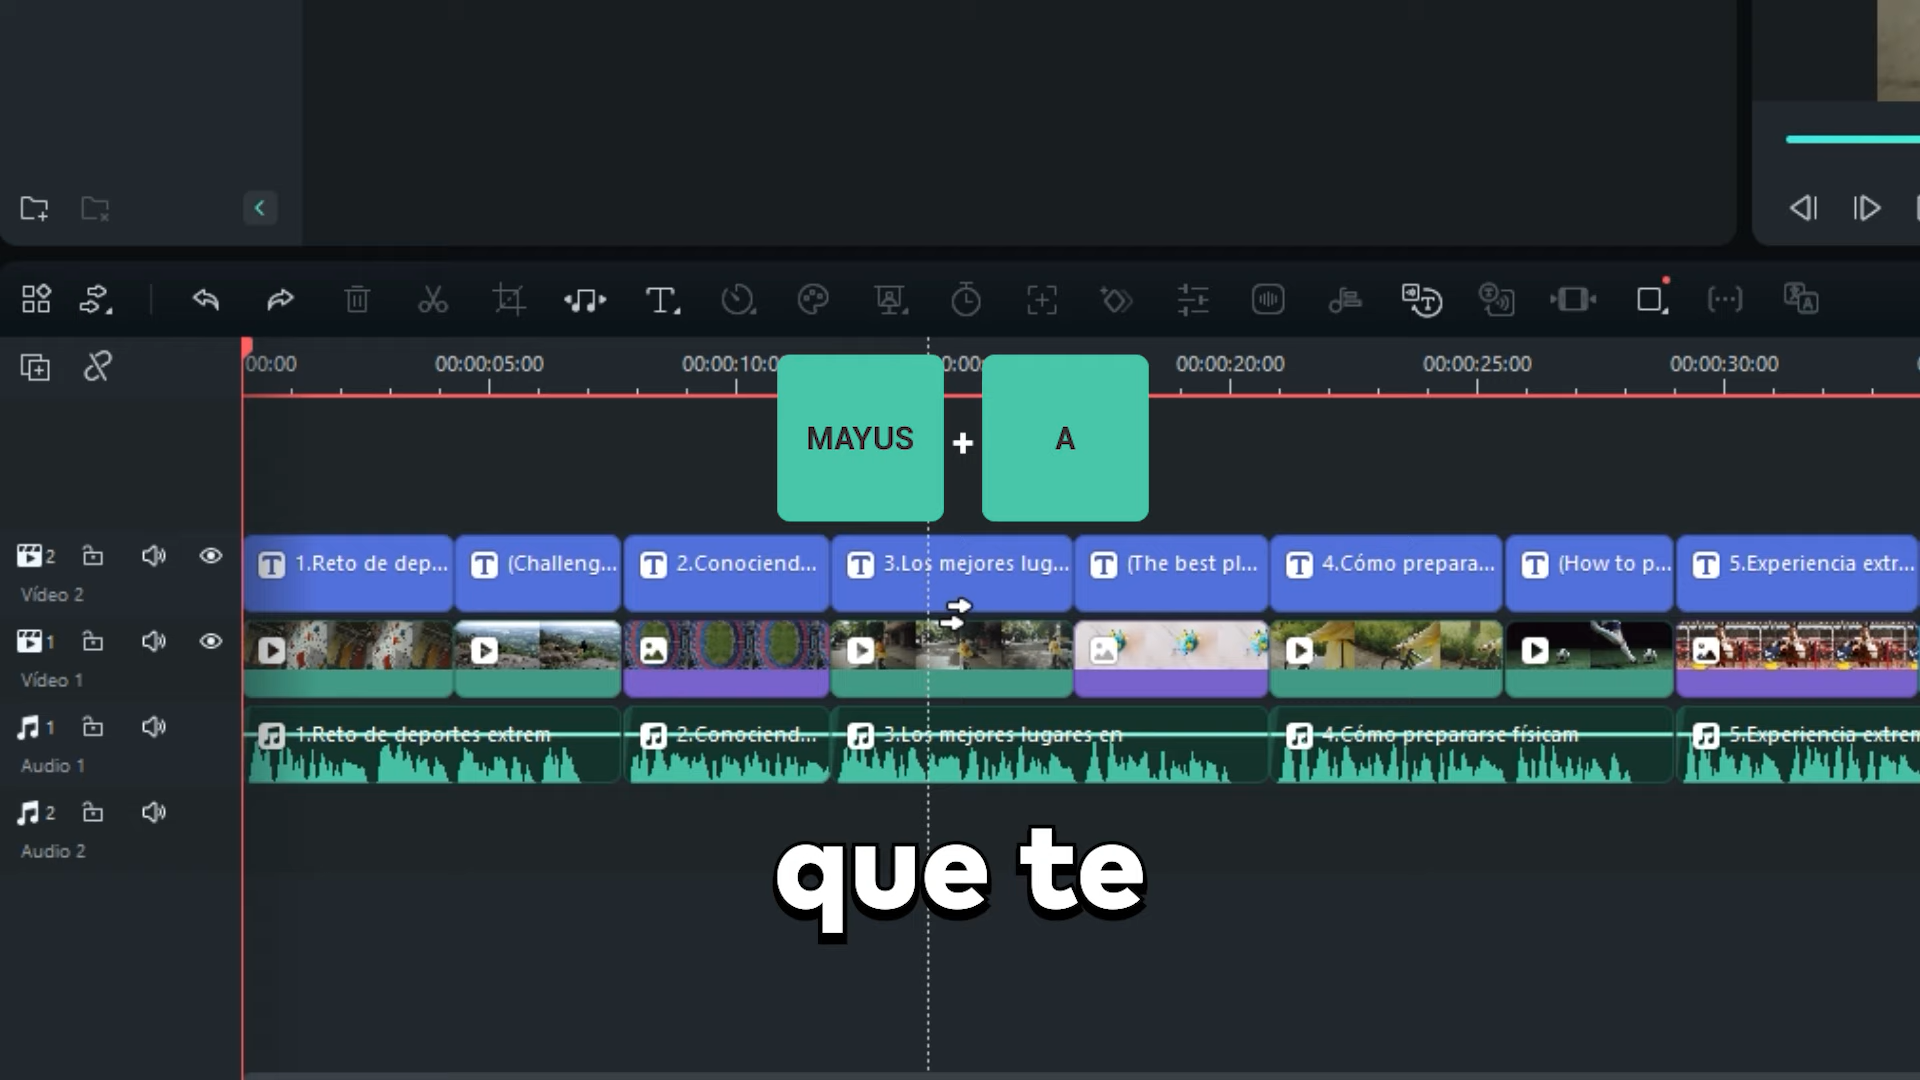 00:00
00:00:05:00
00:00:10:0
00:00:20:00
00:00:25:00
00:00:30:00
MAYUS + A
2
1.Reto de dep...
(Challeng...
2.Conociend...
3.Los mejores lug...
(The best pl...
4.Cómo prepara...
(How to p...
5.Experiencia extr...
Vídeo 2
1
Vídeo 1
1
1.Reto de deportes extrem
2.Conociend...
3.Los mejores lugares en
4.Cómo prepararse físicam
5.Experiencia extrem
Audio 1
2
Audio 2
que te